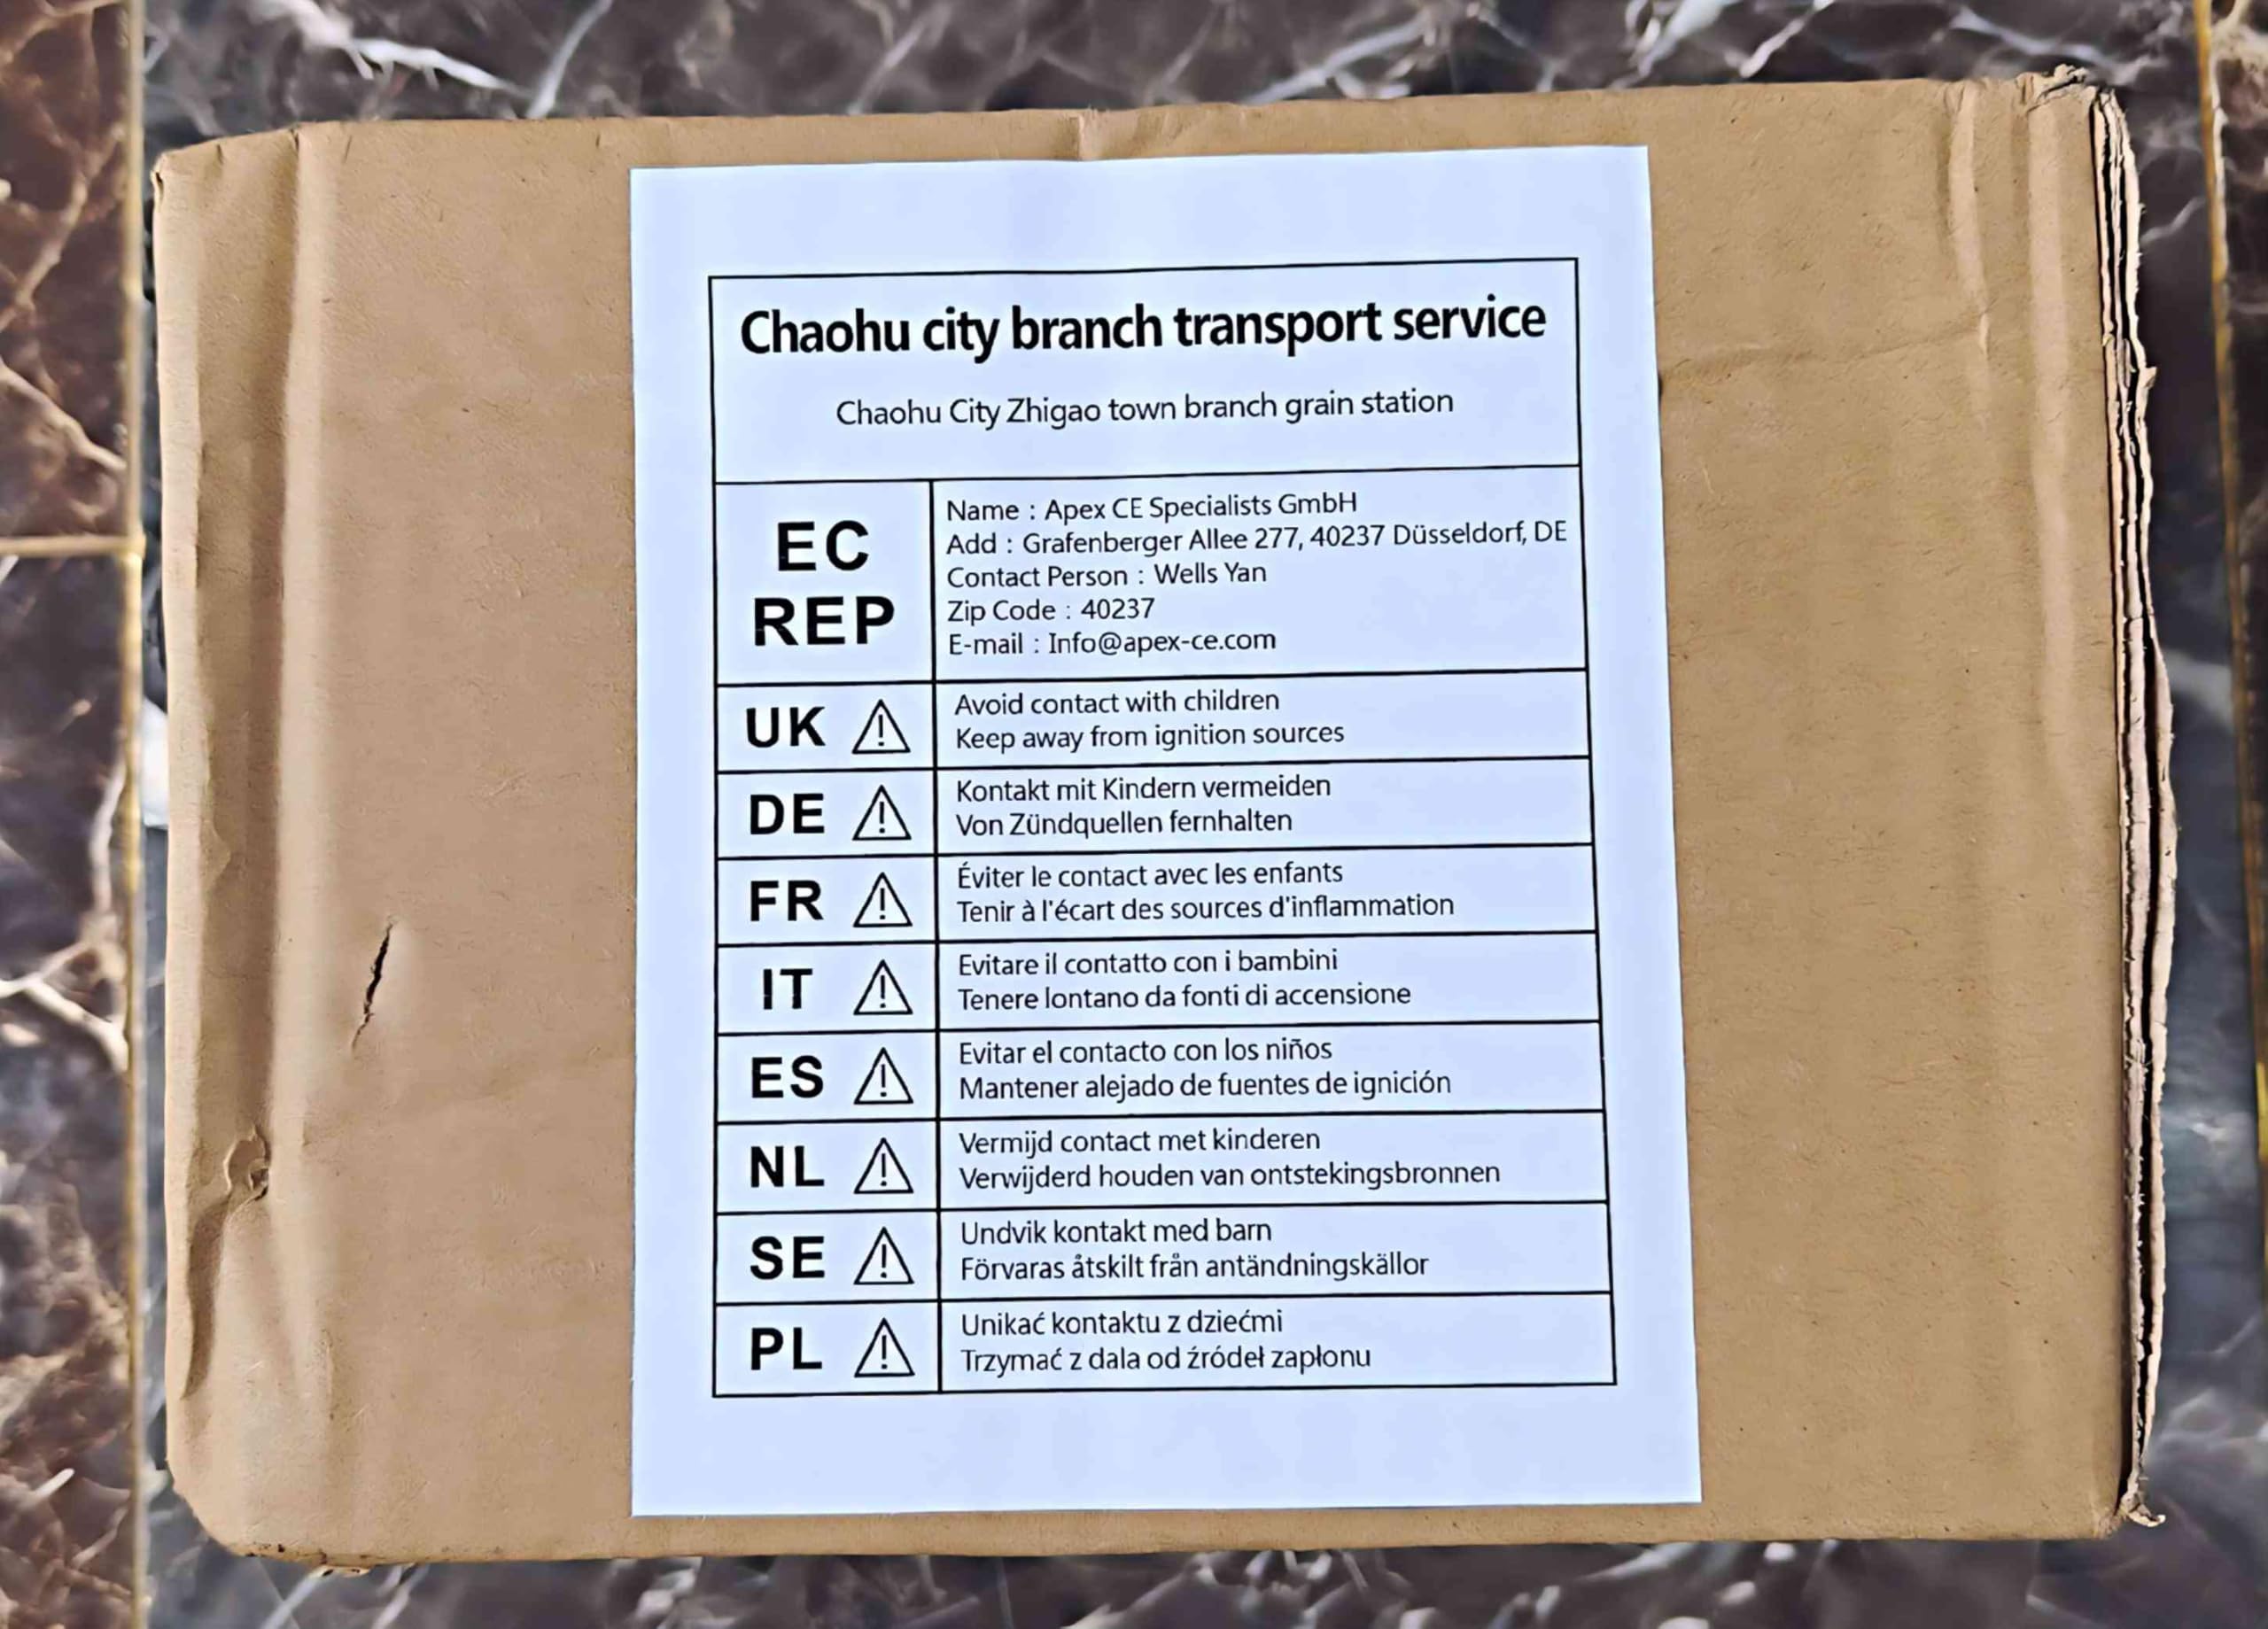 Chaohu city branch transport service
Chaohu City Zhigao town branch grain station
EC
REP
Name : Apex CE Specialists GmbH
Add : Grafenberger Allee 277, 40237 Düsseldorf, DE
Contact Person : Wells Yan
Zip Code : 40237
E-mail : Info@apex-ce.com
UK
Avoid contact with children
Keep away from ignition sources
DE
Kontakt mit Kindern vermeiden
Von Zündquellen fernhalten
FR
Éviter le contact avec les enfants
Tenir à l'écart des sources d'inflammation
IT
Evitare il contatto con i bambini
Tenere lontano da fonti di accensione
ES
Evitar el contacto con los niños
Mantener alejado de fuentes de ignición
NL
Vermijd contact met kinderen
Verwijderd houden van ontstekingsbronnen
SE
Undvik kontakt med barn
Förvaras åtskilt från antändningskällor
PL
Unikać kontaktu z dziećmi
Trzymać z dala od źródeł zapłonu